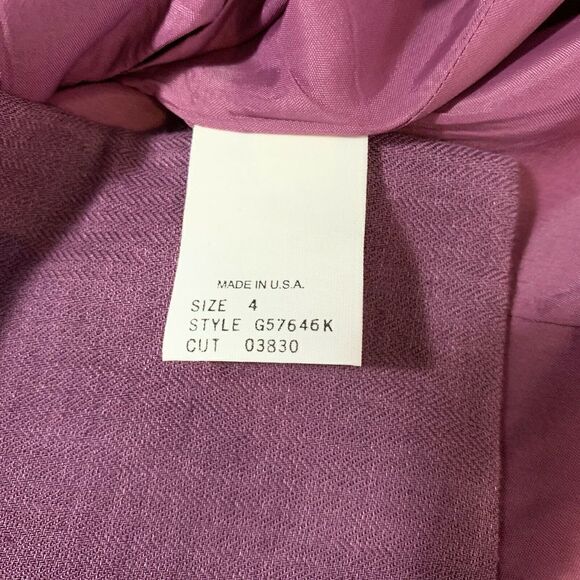 MADE IN U.S.A.
SIZE 4
STYLE G57646K
CUT 03830